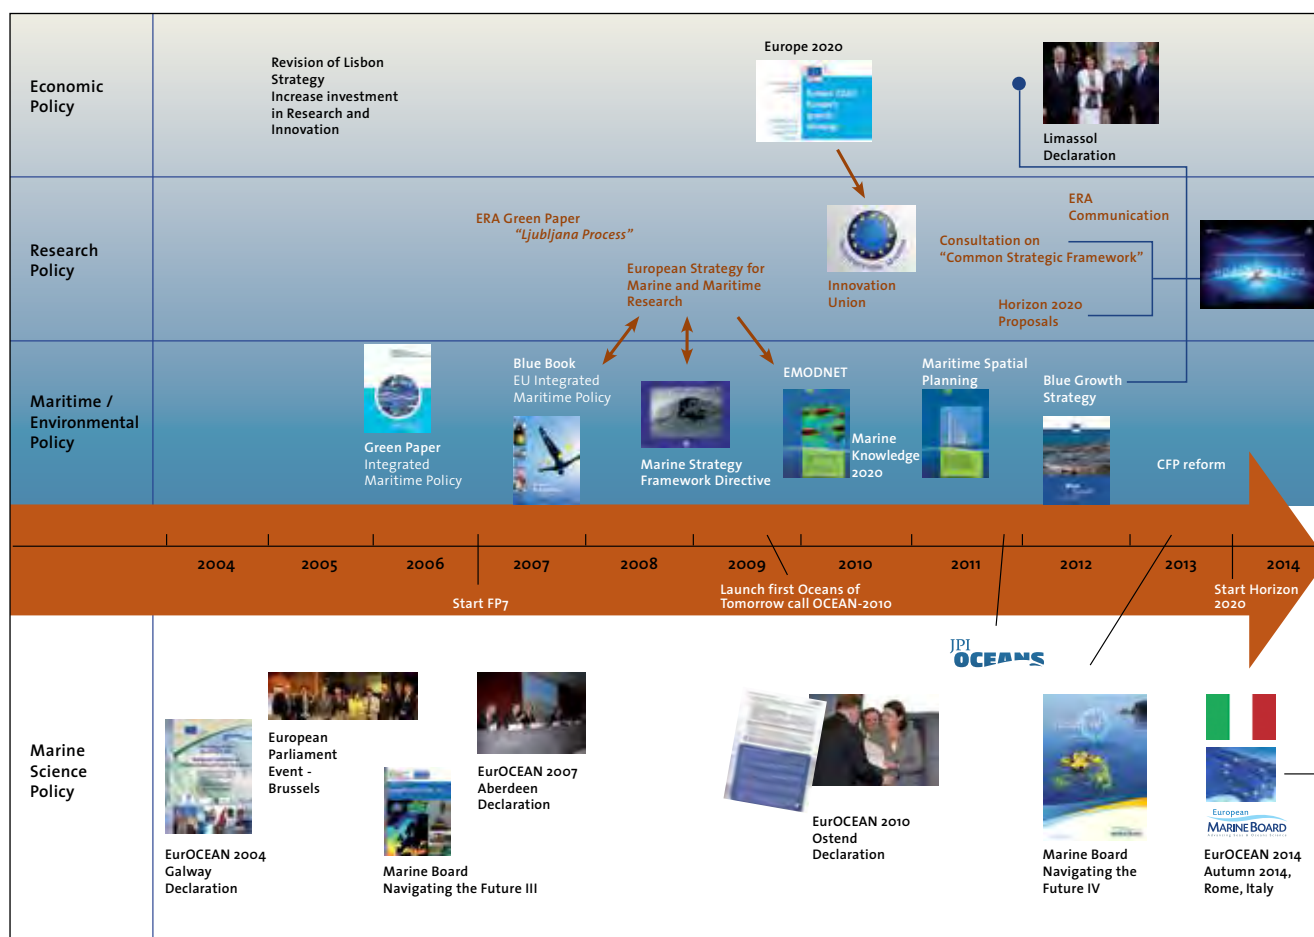 Economic
Policy
Revision of Lisbon
Strategy
Increase investment
in Research and
Innovation
Europe 2020
Limassol
Declaration
Research
Policy
ERA Green Paper
“Ljubljana Process”
European Strategy for
Marine and Maritime
Research
Innovation
Union
ERA
Communication
Consultation on
“Common Strategic Framework”
Horizon 2020
Proposals
Maritime /
Environmental
Policy
Green Paper
Integrated
Maritime Policy
Blue Book
EU Integrated
Maritime Policy
Marine Strategy
Framework Directive
EMODNET
Marine
Knowledge
2020
Maritime Spatial
Planning
Blue Growth
Strategy
CFP reform
2004
2005
2006
2007
2008
2009
2010
2011
2012
2013
2014
Start FP7
Launch first Oceans of
Tomorrow call OCEAN-2010
Start Horizon
2020
JPI
OCEANS
Marine
Science
Policy
EurOCEAN 2004
Galway
Declaration
European
Parliament
Event -
Brussels
Marine Board
Navigating the Future III
EurOCEAN 2007
Aberdeen
Declaration
EurOCEAN 2010
Ostend
Declaration
Marine Board
Navigating the
Future IV
European
MARINE BOARD
EurOCEAN 2014
Autumn 2014,
Rome, Italy